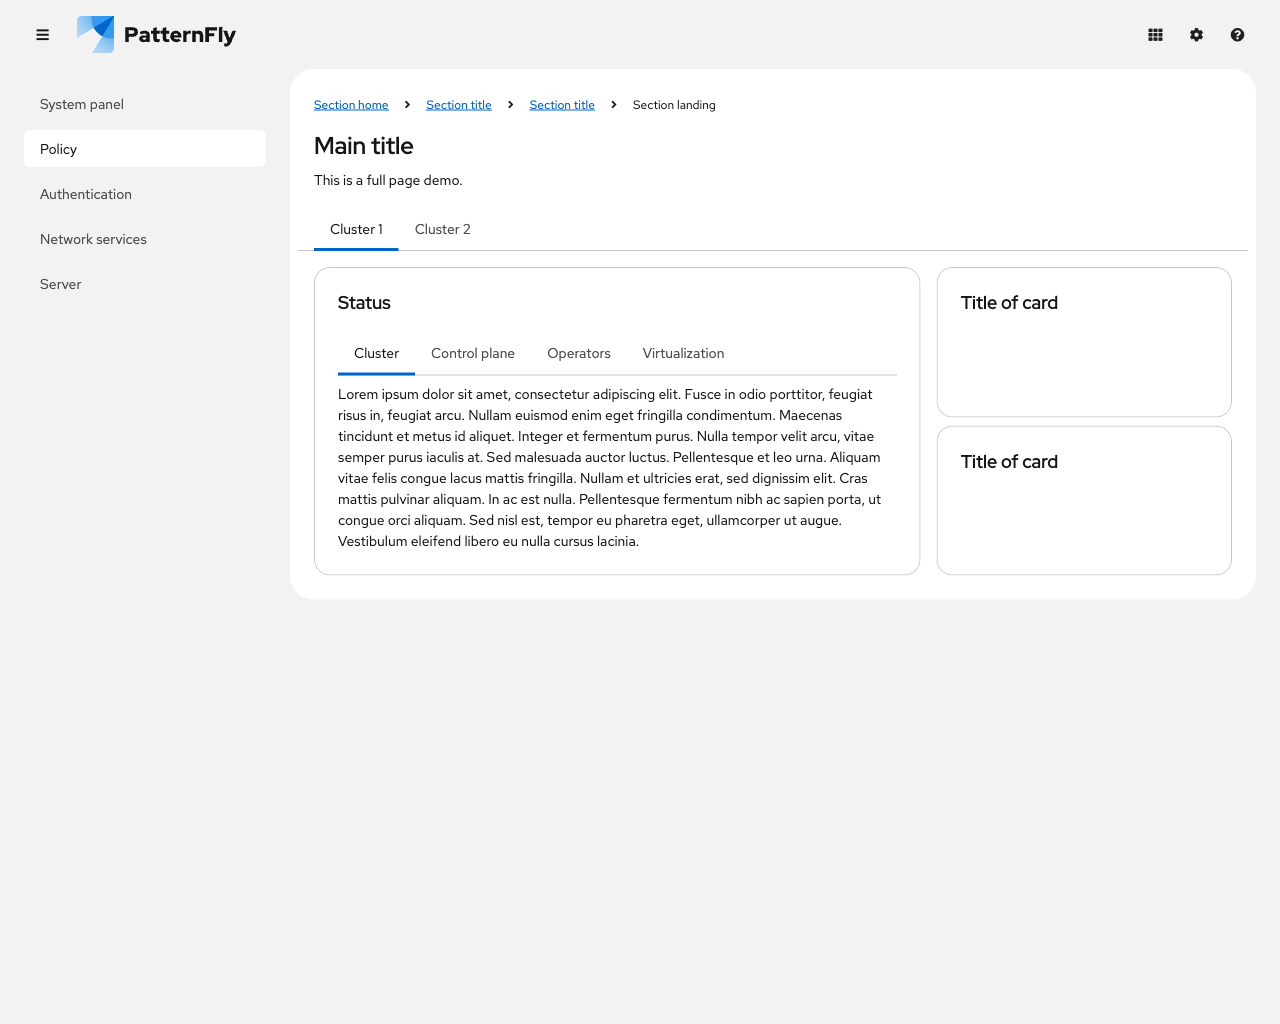 PatternFly
System panel
Policy
Authentication
Network services
Server
Section home
Section title
Section title
Section landing
Main title
This is a full page demo.
Cluster 1
Cluster 2
Status
Cluster
Control plane
Operators
Virtualization
Lorem ipsum dolor sit amet, consectetur adipiscing elit. Fusce in odio porttitor, feugiat
risus in, feugiat arcu. Nullam euismod enim eget fringilla condimentum. Maecenas
tincidunt et metus id aliquet. Integer et fermentum purus. Nulla tempor velit arcu, vitae
semper purus iaculis at. Sed malesuada auctor luctus. Pellentesque et leo urna. Aliquam
vitae felis congue lacus mattis fringilla. Nullam et ultricies erat, sed dignissim elit. Cras
mattis pulvinar aliquam. In ac est nulla. Pellentesque fermentum nibh ac sapien porta, ut
congue orci aliquam. Sed nisl est, tempor eu pharetra eget, ullamcorper ut augue.
Vestibulum eleifend libero eu nulla cursus lacinia.
Title of card
Title of card